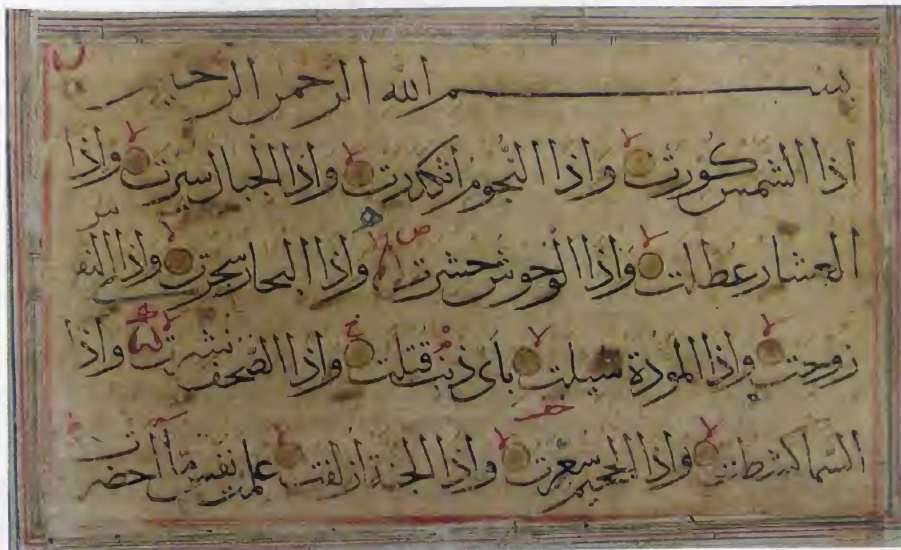 بسم الله الرحمن الرحيم
اذا الشمس كورت واذا النجوم انكدرت واذا الجبال سيرت واذا
العشار عطلت واذا الوحوش حشرت واذا البحار سجرت واذا النفوس
زوجت واذا الموٴدة سيلت باى ذنب قتلت واذا الصحف نشرت واذا
السما كشطت واذا الجحيم سعرت واذا الجنة ازلفت علمت نفس مآ احضرت